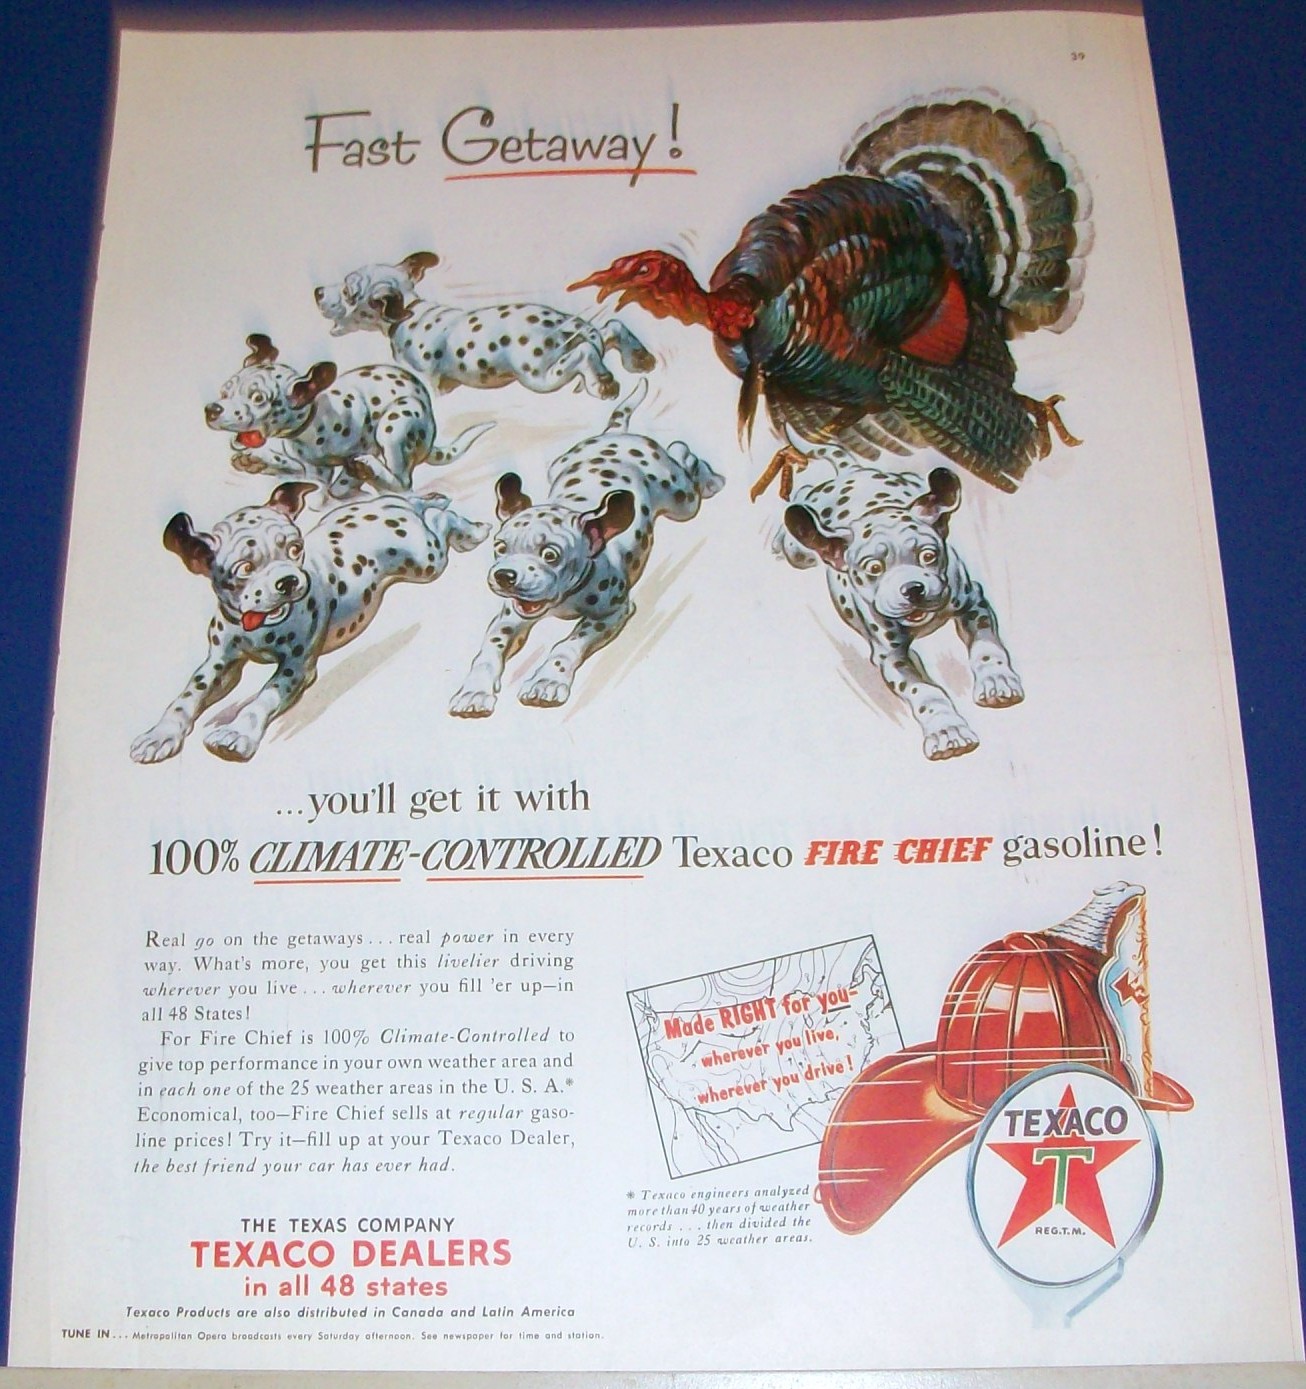 39
Fast Getaway!
...you'll get it with
100% CLIMATE-CONTROLLED Texaco FIRE CHIEF gasoline!
Real go on the getaways... real power in every
way. What's more, you get this livelier driving
wherever you live... wherever you fill 'er up—in
all 48 States!
For Fire Chief is 100% Climate-Controlled to
give top performance in your own weather area and
in each one of the 25 weather areas in the U. S. A.*
Economical, too—Fire Chief sells at regular gaso-
line prices! Try it—fill up at your Texaco Dealer,
the best friend your car has ever had.
Made RIGHT for you—
wherever you live,
wherever you drive!
* Texaco engineers analyzed
more than 40 years of weather
records ... then divided the
U. S. into 25 weather areas.
TEXACO
T
REG.T.M.
THE TEXAS COMPANY
TEXACO DEALERS
in all 48 states
Texaco Products are also distributed in Canada and Latin America
TUNE IN... Metropolitan Opera broadcasts every Saturday afternoon. See newspaper for time and station.